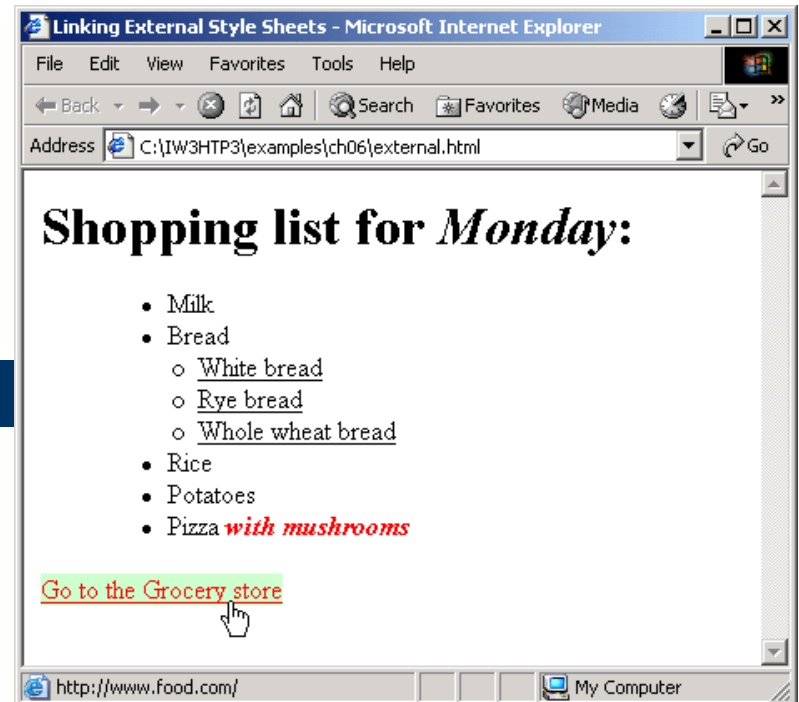 Linking External Style Sheets - Microsoft Internet Explorer
File Edit View Favorites Tools Help
Back Search Favorites Media »
Address C:\IW3HTP3\examples\ch06\external.html Go
Shopping list for Monday:
Milk
Bread
White bread
Rye bread
Whole wheat bread
Rice
Potatoes
Pizza with mushrooms
Go to the Grocery store
http://www.food.com/ My Computer